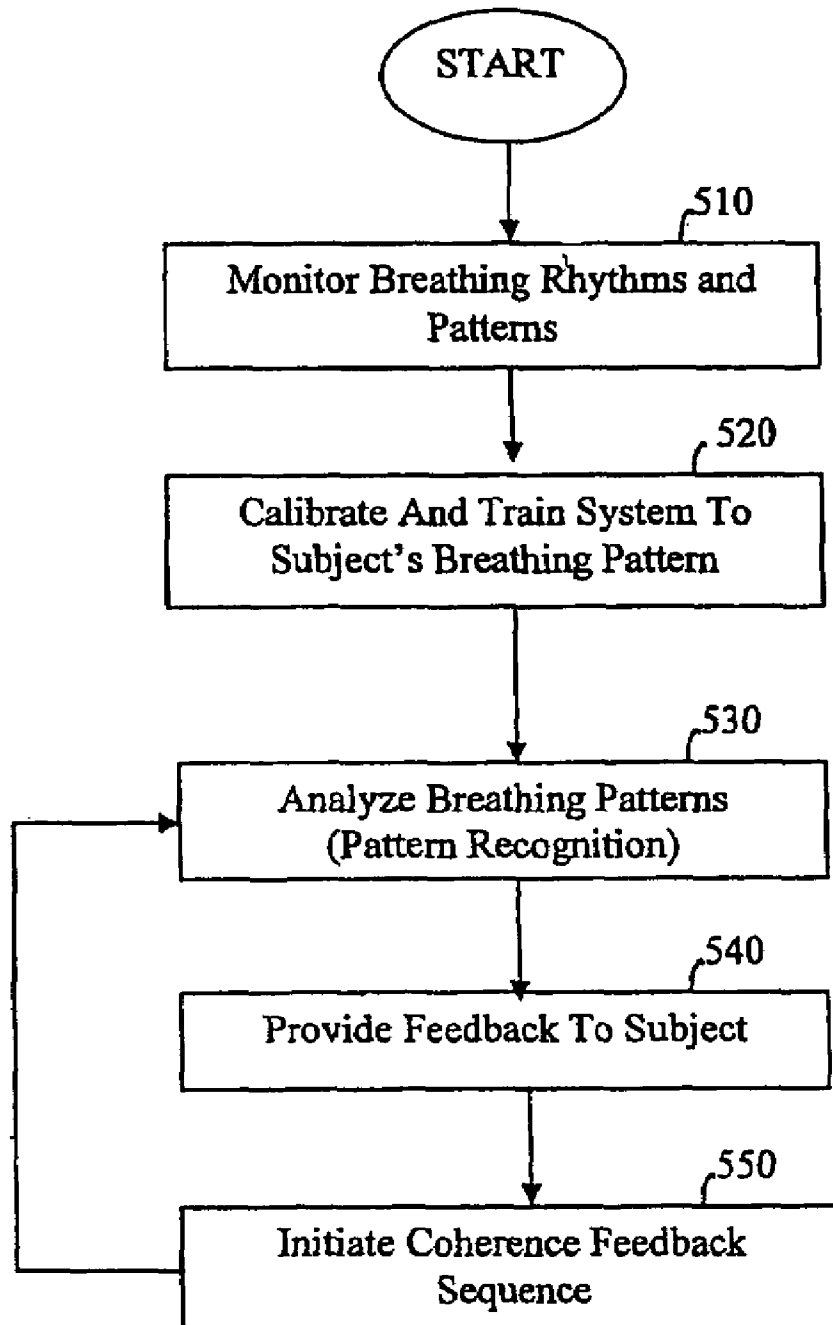 START
510
Monitor Breathing Rhythms and
Patterns
520
Calibrate And Train System To
Subject's Breathing Pattern
530
Analyze Breathing Patterns
(Pattern Recognition)
540
Provide Feedback To Subject
550
Initiate Coherence Feedback
Sequence